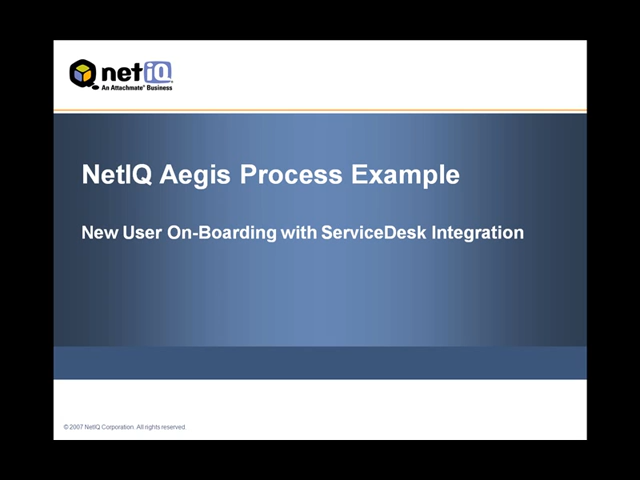 netiQ
An Attachmate® Business
NetIQ Aegis Process Example
New User On-Boarding with ServiceDesk Integration
© 2007 NetIQ Corporation. All rights reserved.